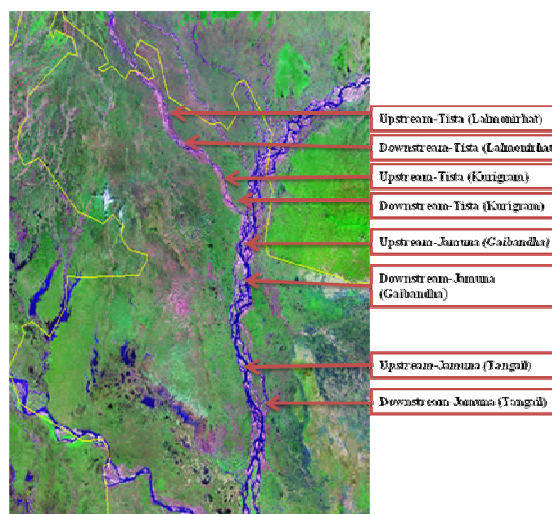 Upstream-Tista (Lalmonirhat)
Downstream-Tista (Lalmonirhat
Upstream-Tista (Kurigram)
Downstream-Tista (Kurigram)
Upstream-Jamuna (Gaibandha)
Downstream-Jamuna
(Gaibandha)
Upstream-Jamuna (Tangail)
Downstream-Jamuna (Tangail)